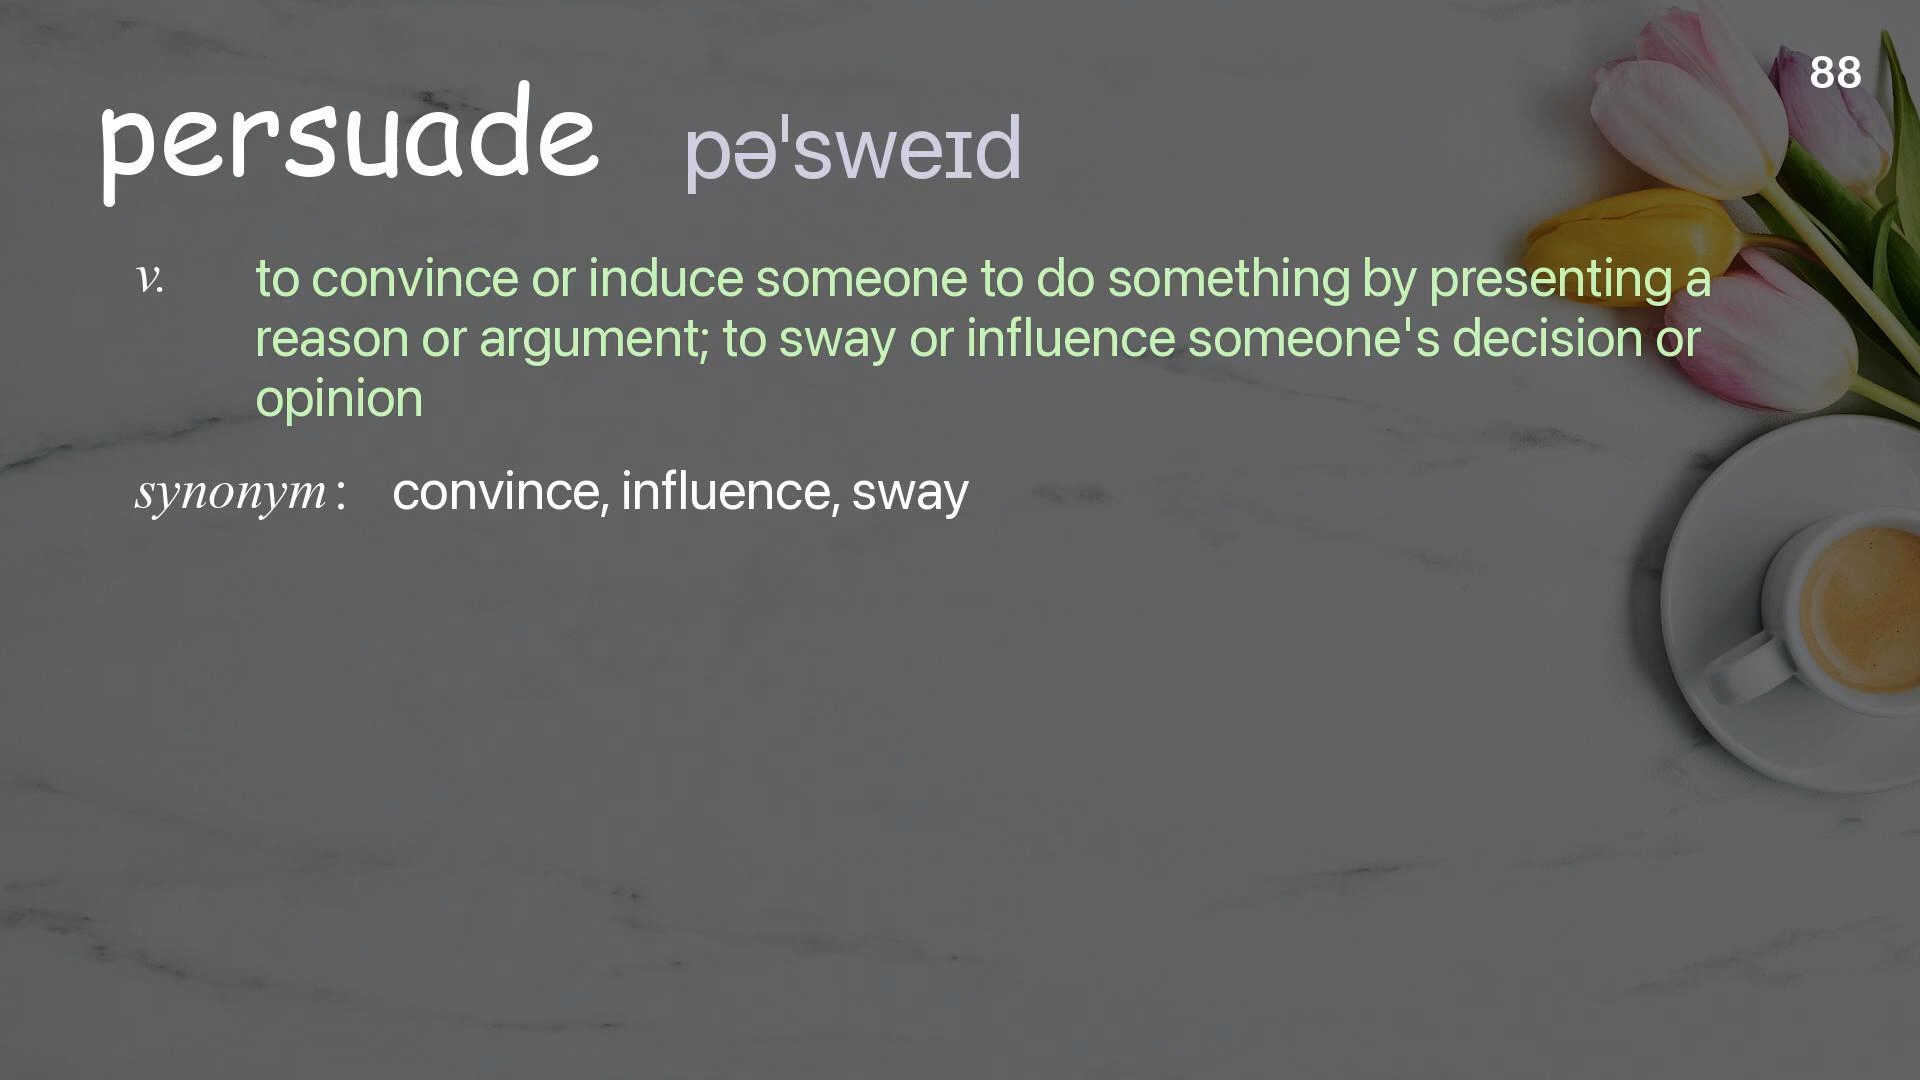 88
persuade pəˈsweɪd
v. to convince or induce someone to do something by presenting a
reason or argument; to sway or influence someone's decision or
opinion
synonym : convince, influence, sway